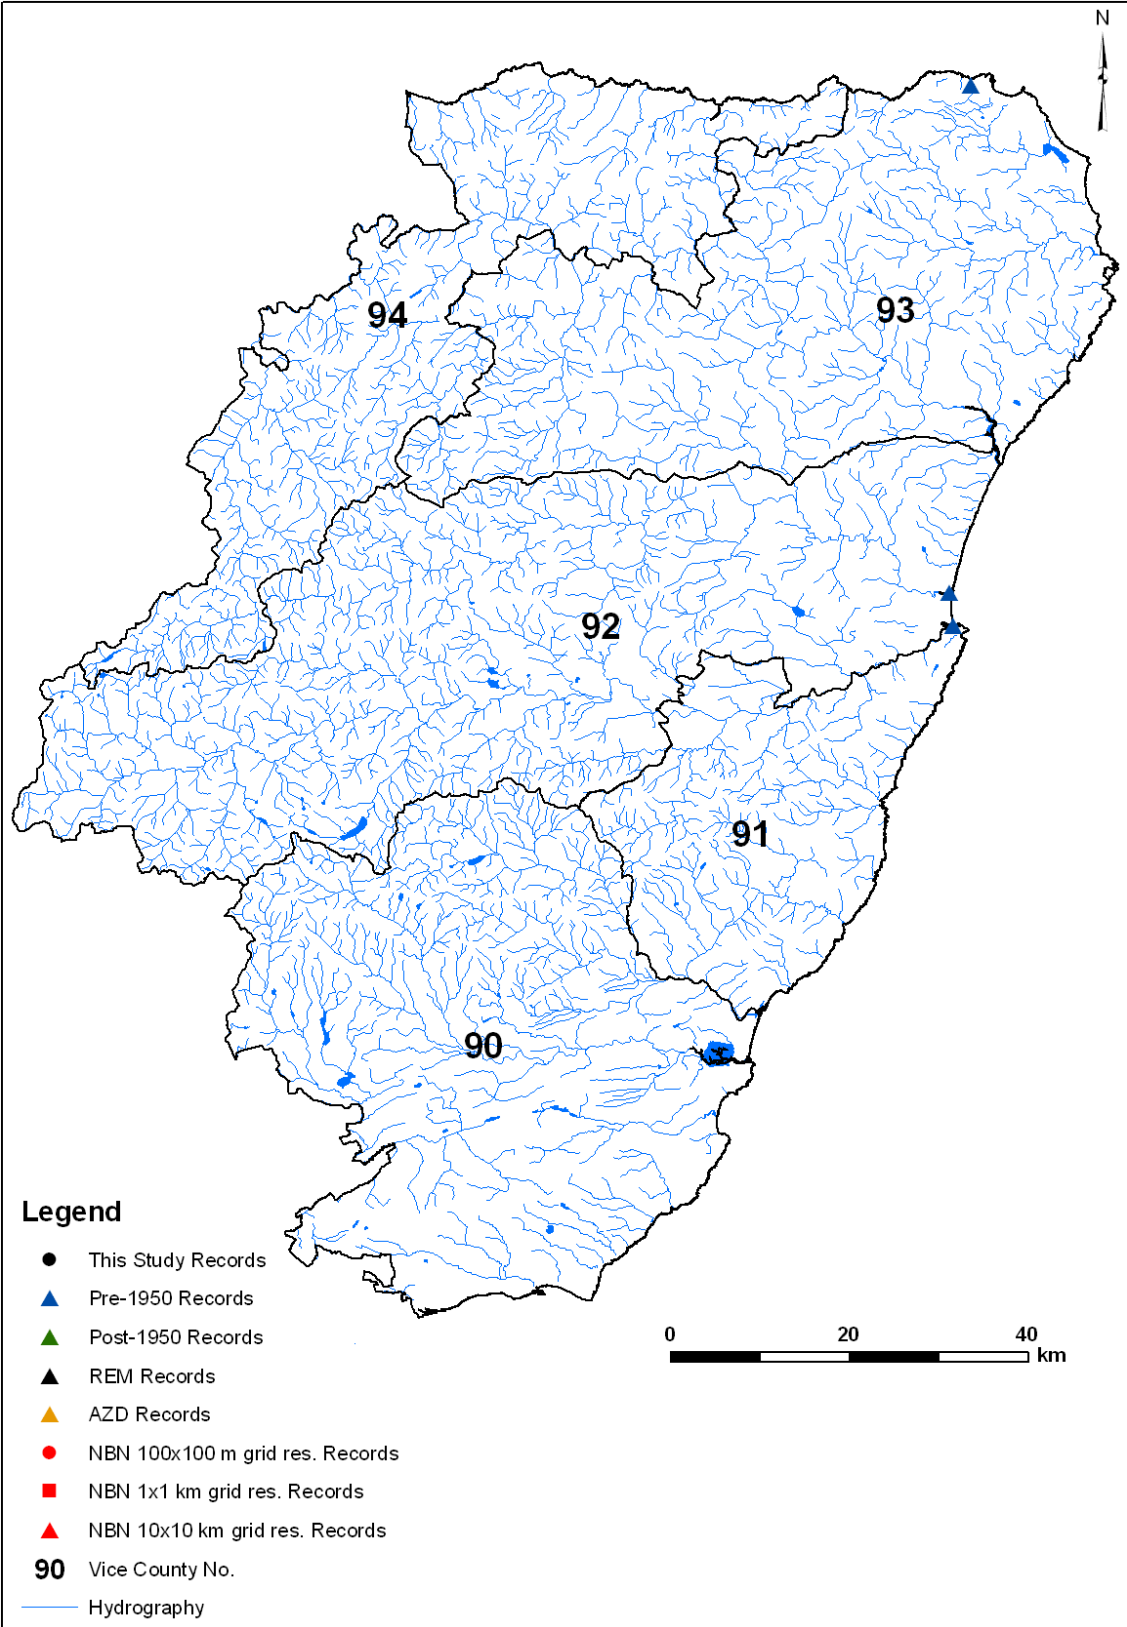 N
94
93
92
91
90
Legend
This Study Records
Pre-1950 Records
Post-1950 Records
REM Records
AZD Records
NBN 100x100 m grid res. Records
NBN 1x1 km grid res. Records
NBN 10x10 km grid res. Records
90 Vice County No.
Hydrography
0 20 40
km